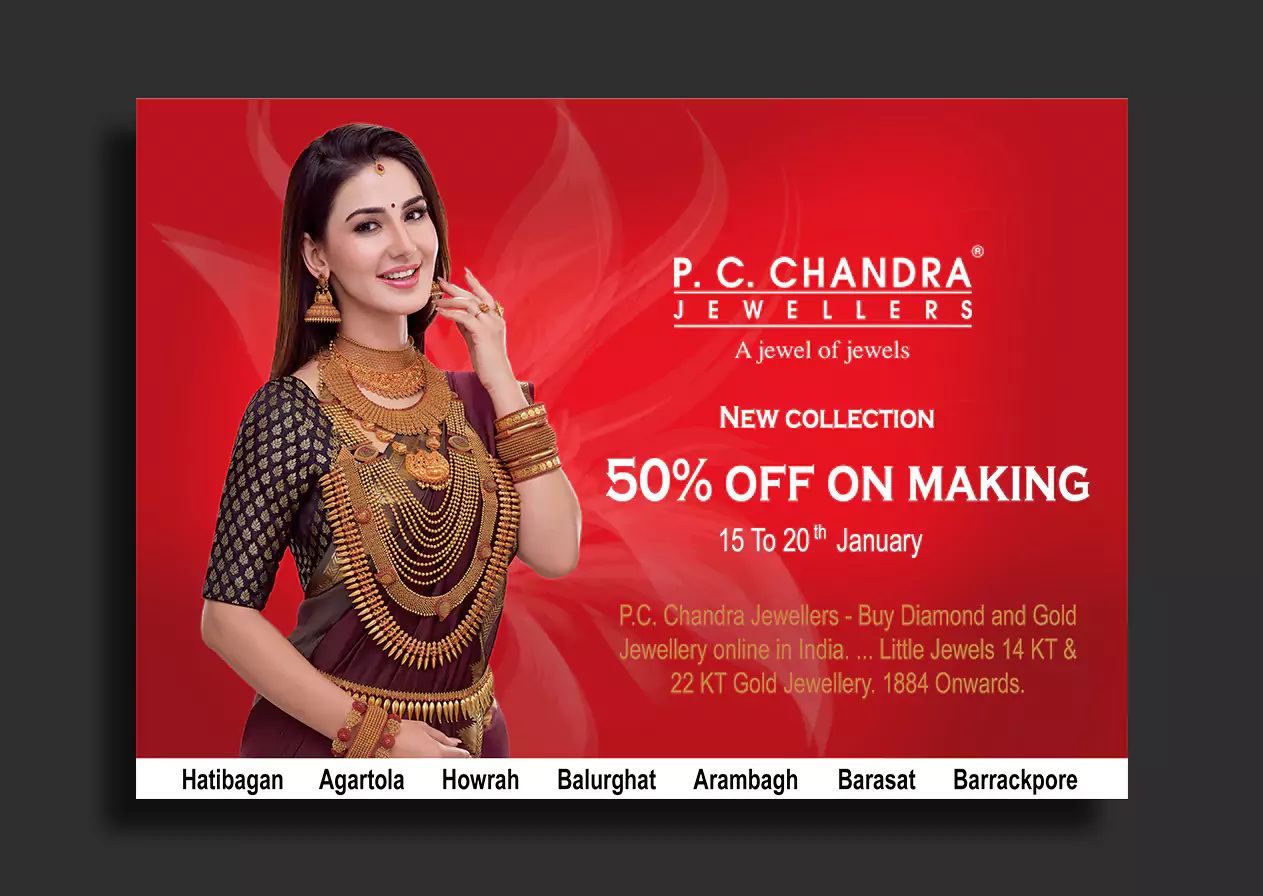 P. C. CHANDRA®
JEWELLERS
A jewel of jewels
NEW COLLECTION
50% OFF ON MAKING
15 To 20th January
P.C. Chandra Jewellers - Buy Diamond and Gold
Jewellery online in India. ... Little Jewels 14 KT &
22 KT Gold Jewellery. 1884 Onwards.
Hatibagan Agartola Howrah Balurghat Arambagh Barasat Barrackpore